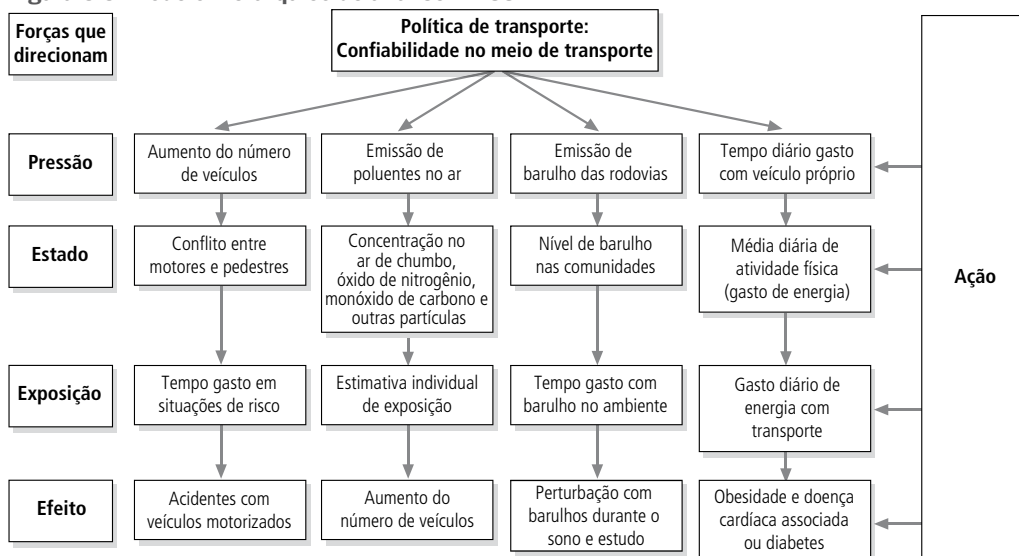 Forças que
direcionam
Política de transporte:
Confiabilidade no meio de transporte
Pressão
Aumento do número
de veículos
Emissão de
poluentes no ar
Emissão de
barulho das rodovias
Tempo diário gasto
com veículo próprio
Estado
Conflito entre
motores e pedestres
Concentração no
ar de chumbo,
óxido de nitrogênio,
monóxido de carbono e
outras partículas
Nível de barulho
nas comunidades
Média diária de
atividade física
(gasto de energia)
Ação
Exposição
Tempo gasto em
situações de risco
Estimativa individual
de exposição
Tempo gasto com
barulho no ambiente
Gasto diário de
energia com
transporte
Efeito
Acidentes com
veículos motorizados
Aumento do
número de veículos
Perturbação com
barulhos durante o
sono e estudo
Obesidade e doença
cardíaca associada
ou diabetes